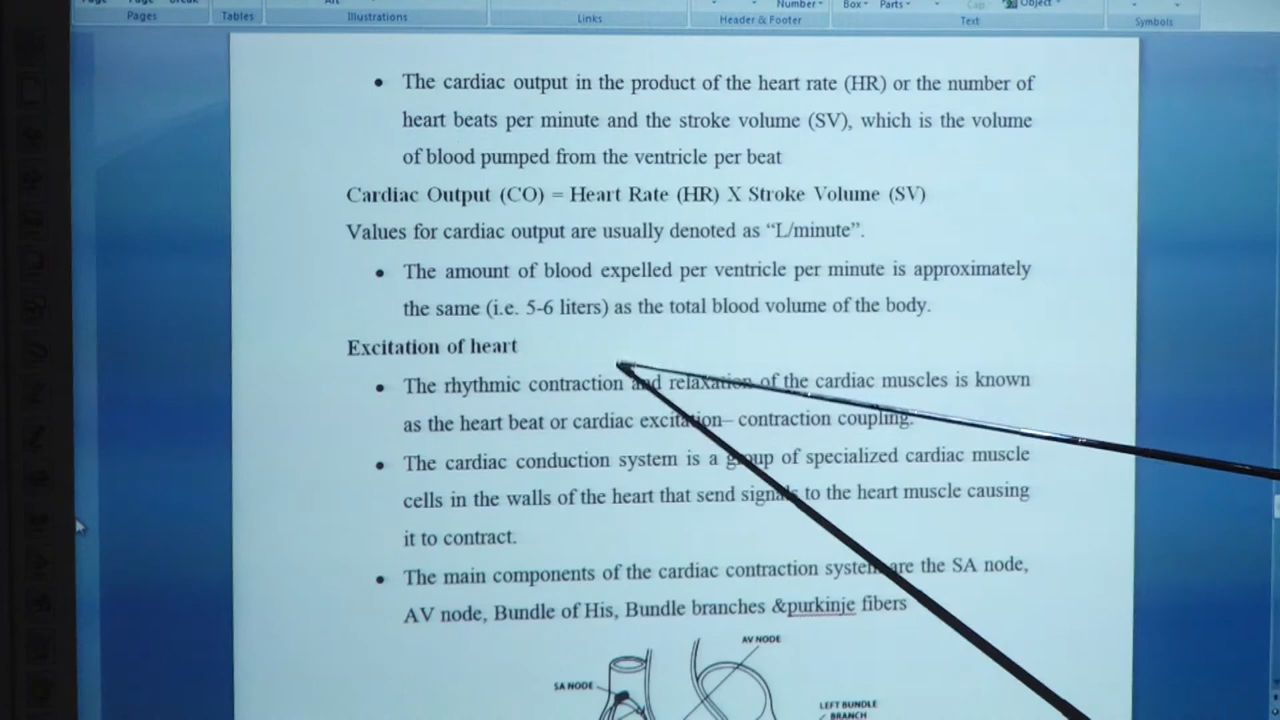 Page Page Break
Art
Number Box Parts Object
Pages Tables Illustrations Links Header & Footer Text Symbols
• The cardiac output in the product of the heart rate (HR) or the number of
heart beats per minute and the stroke volume (SV), which is the volume
of blood pumped from the ventricle per beat
Cardiac Output (CO) = Heart Rate (HR) X Stroke Volume (SV)
Values for cardiac output are usually denoted as “L/minute”.
• The amount of blood expelled per ventricle per minute is approximately
the same (i.e. 5-6 liters) as the total blood volume of the body.
Excitation of heart
• The rhythmic contraction and relaxation of the cardiac muscles is known
as the heart beat or cardiac excitation– contraction coupling.
• The cardiac conduction system is a group of specialized cardiac muscle
cells in the walls of the heart that send signals to the heart muscle causing
it to contract.
• The main components of the cardiac contraction system are the SA node,
AV node, Bundle of His, Bundle branches &purkinje fibers
AV NODE
SA NODE
LEFT BUNDLE
BRANCH